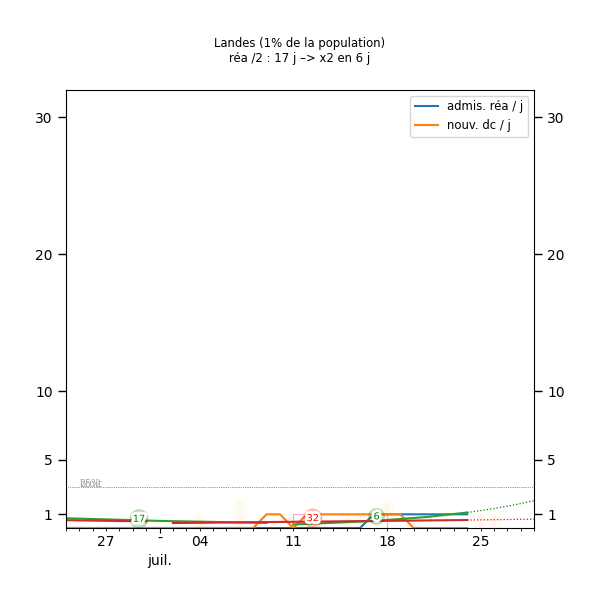 Landes (1% de la population)
réa /2 : 17 j –> x2 en 6 j
admis. réa / j
nouv. dc / j
30 30
20 20
10 10
5 5
1 1
17 32 6
27 - 04 11 18 25
juil.